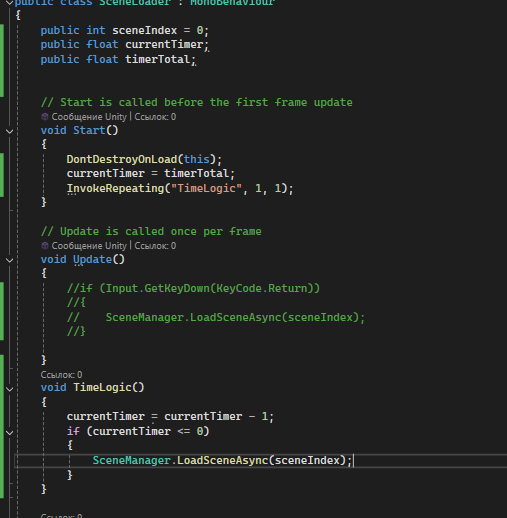 public class SceneLoader : MonoBehaviour
{
public int sceneIndex = 0;
public float currentTimer;
public float timerTotal;
// Start is called before the first frame update
Сообщение Unity | Ссылок: 0
void Start()
{
DontDestroyOnLoad(this);
currentTimer = timerTotal;
InvokeRepeating("TimeLogic", 1, 1);
}
// Update is called once per frame
Сообщение Unity | Ссылок: 0
void Update()
{
//if (Input.GetKeyDown(KeyCode.Return))
//{
//    SceneManager.LoadSceneAsync(sceneIndex);
//}
}
Ссылок: 0
void TimeLogic()
{
currentTimer = currentTimer - 1;
if (currentTimer <= 0)
{
SceneManager.LoadSceneAsync(sceneIndex);
}
}
Ссылок: 0